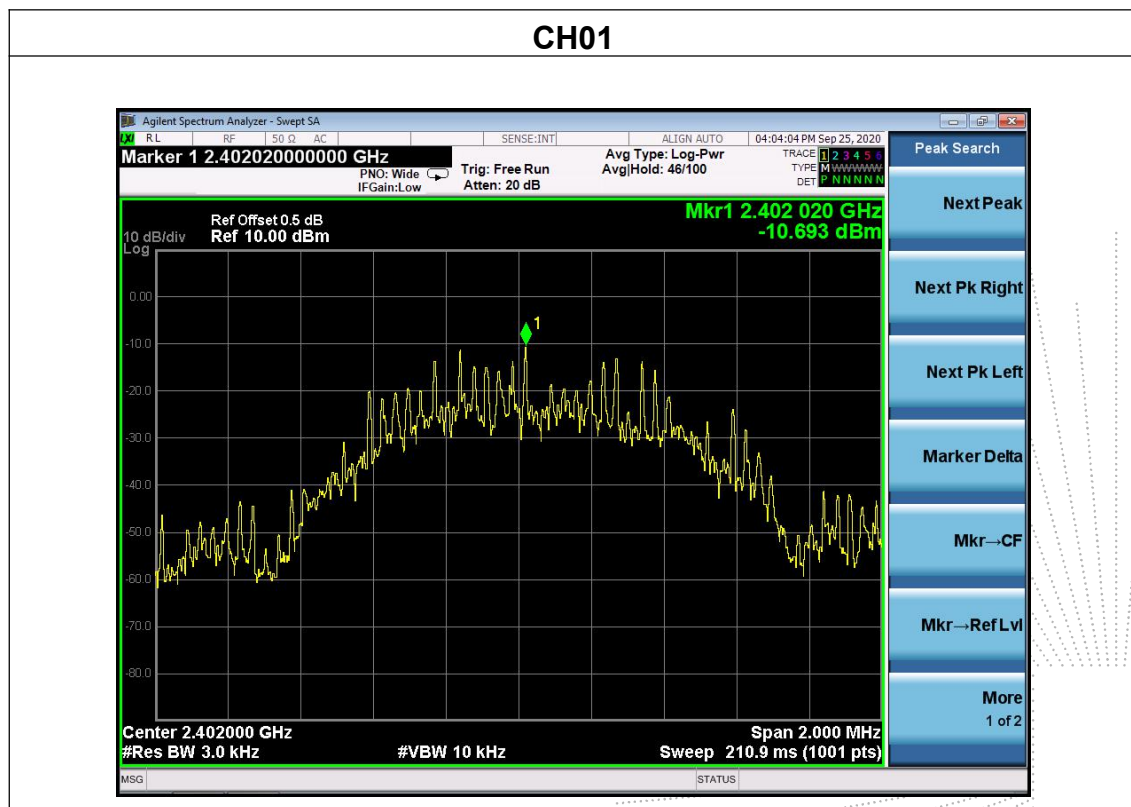 CH01
Agilent Spectrum Analyzer - Swept SA
LXI RL RF 50 Ω AC SENSE:INT ALIGN AUTO 04:04:04 PM Sep 25, 2020
Marker 1 2.402020000000 GHz
PNO: Wide
IFGain:Low
Trig: Free Run
Atten: 20 dB
Avg Type: Log-Pwr
Avg|Hold: 46/100
TRACE 1 2 3 4 5 6
TYPE M WWWWW
DET P N N N N N
Peak Search
Next Peak
Next Pk Right
Next Pk Left
Marker Delta
Mkr→CF
Mkr→Ref Lvl
More
1 of 2
Mkr1 2.402 020 GHz
-10.693 dBm
Ref Offset 0.5 dB
10 dB/div Ref 10.00 dBm
Log
0.00
-10.0
-20.0
-30.0
-40.0
-50.0
-60.0
-70.0
-80.0
1
Center 2.402000 GHz Span 2.000 MHz
#Res BW 3.0 kHz #VBW 10 kHz Sweep 210.9 ms (1001 pts)
MSG STATUS